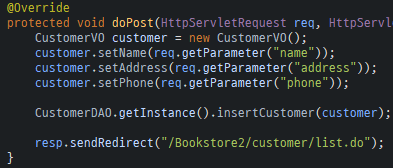 @Override
protected void doPost(HttpServletRequest req, HttpServl
CustomerVO customer = new CustomerVO();
customer.setName(req.getParameter("name"));
customer.setAddress(req.getParameter("address"));
customer.setPhone(req.getParameter("phone"));
CustomerDAO.getInstance().insertCustomer(customer);
resp.sendRedirect("/Bookstore2/customer/list.do");
}